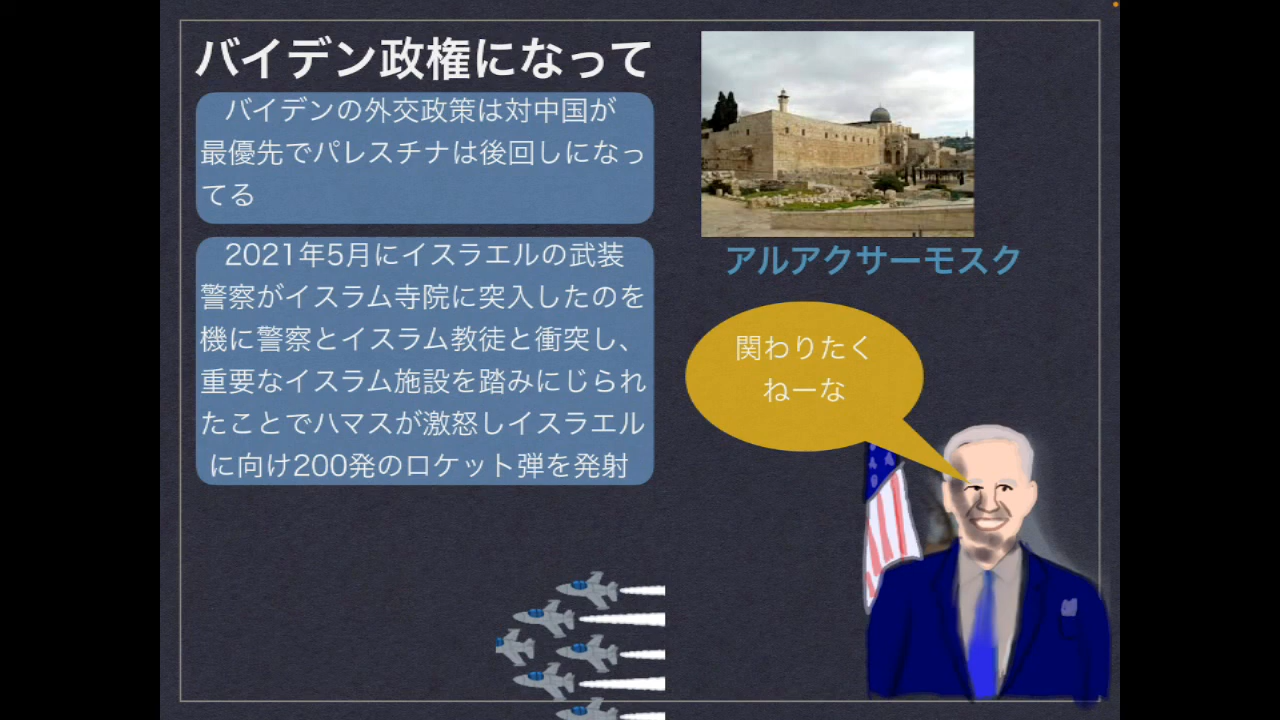 バイデン政権になって
バイデンの外交政策は対中国が
最優先でパレスチナは後回しになっ
てる
2021年5月にイスラエルの武装
警察がイスラム寺院に突入したのを
機に警察とイスラム教徒と衝突し、
重要なイスラム施設を踏みにじられ
たことでハマスが激怒しイスラエル
に向け200発のロケット弾を発射
アルアクサーモスク
関わりたく
ねーな